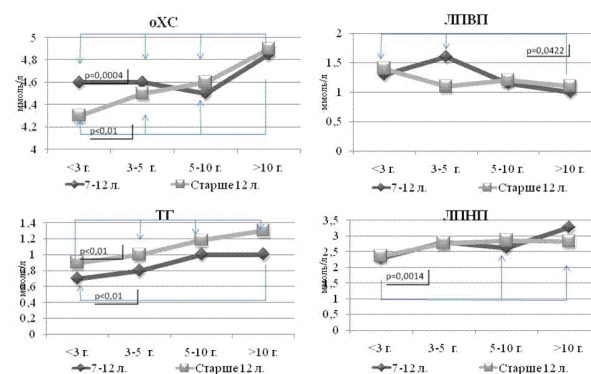 оХС
5
4,8
4,6
4,4
4,2
4
ммоль/л
p=0,0004
p<0,01
<3 г.
3-5 г.
5-10 г.
>10 г.
7-12 л.
Старше 12 л.
ЛПВП
2
1,5
1
0,5
0
ммоль/л
p=0,0422
<3 г.
3-5 г.
5-10 г.
>10 г.
7-12 л.
Старше 12 л.
ТГ
1,4
1,2
1
0,8
0,6
0,4
0,2
0
ммоль/л
p<0,01
p<0,01
<3 г.
3-5 г.
5-10 г.
>10 г.
7-12 л.
Старше 12 л.
ЛПНП
3,5
3
2,5
2
1,5
1
0,5
0
ммоль/л
p=0,0014
<3 г.
3-5 г.
5-10 г.
>10 г.
7-12 л.
Старше 12 л.